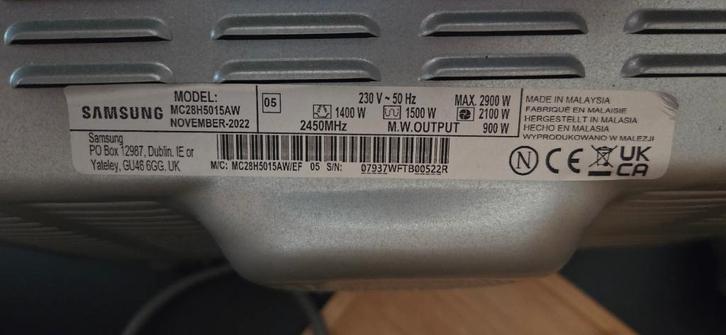 SAMSUNG
MODEL:
MC28H5015AW
NOVEMBER-2022
05
230 V ~ 50 Hz
MAX. 2900 W
1400 W
1500 W
2100 W
2450MHz
M.W.OUTPUT
900 W
MADE IN MALAYSIA
FABRIQUÉ EN MALAISIE
HERGESTELLT IN MALAYSIA
HECHO EN MALASIA
WYPRODUKOWANO W MALEZJI
Samsung
PO Box 12987, Dublin. IE or
Yateley, GU46 6GG. UK
M/C: MC28H5015AW/EF 05 S/N: 07937WFTB00522R
N CE UK
CA